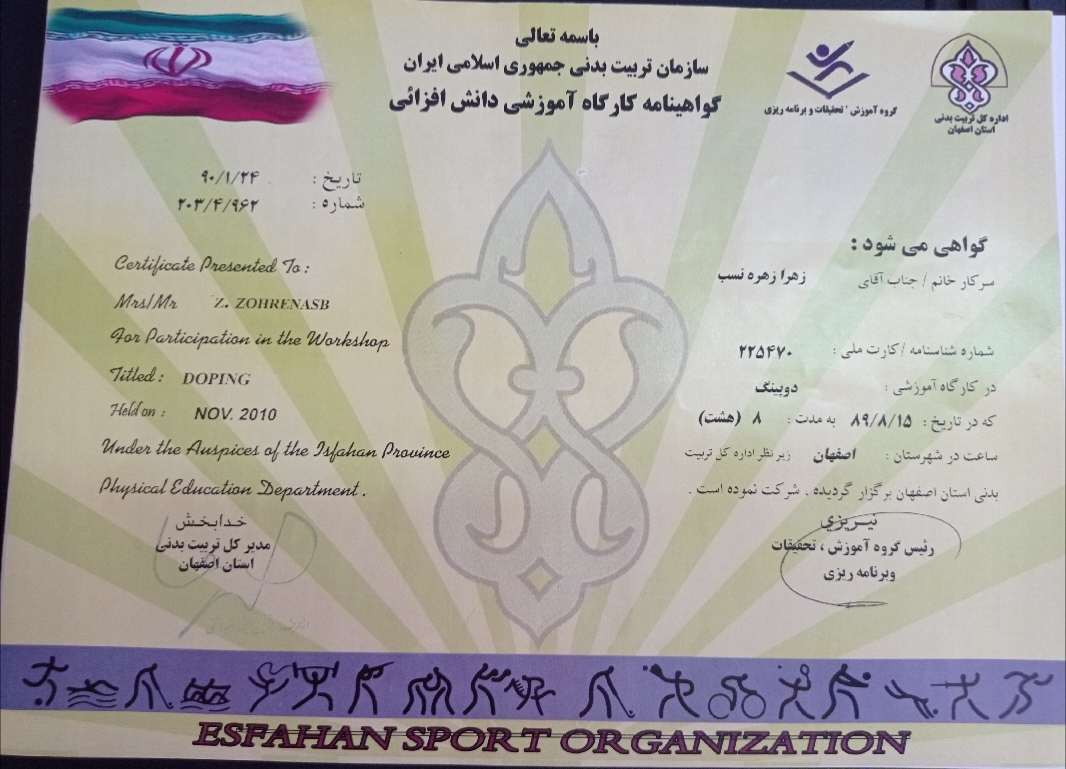 باسمه تعالی
سازمان تربیت بدنی جمهوری اسلامی ایران
گواهینامه کارگاه آموزشی دانش افزائی
گروه آموزش ٬ تحقیقات و برنامه ریزی
اداره کل تربیت بدنی
استان اصفهان
تاریخ : ۹۰/۱/۲۴
شماره : ۲۰۳/۴/۹۶۲
گواهی می شود :
سرکار خانم / جناب آقای زهرا زهره نسب
شماره شناسنامه / کارت ملی : ۲۲۵۴۷۰
در کارگاه آموزشی : دوپینگ
که در تاریخ : ۸۹/۸/۱۵ به مدت : ۸ (هشت)
ساعت در شهرستان : اصفهان زیر نظر اداره کل تربیت
بدنی استان اصفهان برگزار گردیده ، شرکت نموده است .
نیریزی
رئیس گروه آموزش ، تحقیقات
وبرنامه ریزی
Certificate Presented To :
Mrs/Mr Z. ZOHRENASB
For Participation in the Workshop
Titled : DOPING
Held on : NOV. 2010
Under the Auspices of the Isfahan Province
Physical Education Department .
خدابخش
مدیر کل تربیت بدنی
استان اصفهان
ESFAHAN SPORT ORGANIZATION